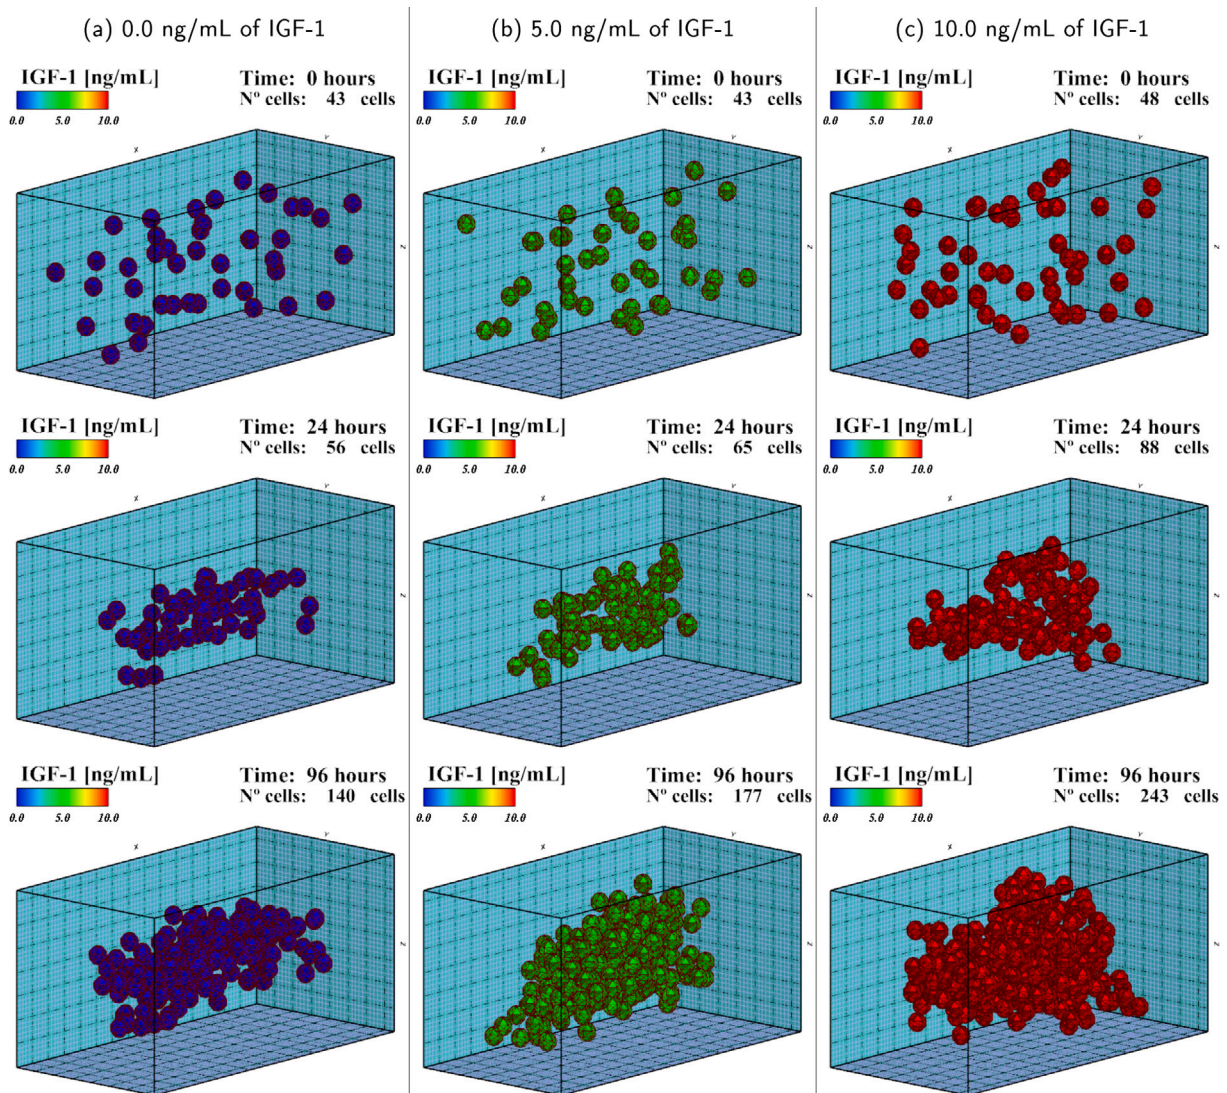 (a) 0.0 ng/mL of IGF-1
(b) 5.0 ng/mL of IGF-1
(c) 10.0 ng/mL of IGF-1
IGF-1 [ng/mL]
0.0 5.0 10.0
Time: 0 hours
Nº cells: 43 cells
X
Y
Z
IGF-1 [ng/mL]
0.0 5.0 10.0
Time: 0 hours
Nº cells: 43 cells
X
Y
Z
IGF-1 [ng/mL]
0.0 5.0 10.0
Time: 0 hours
Nº cells: 48 cells
X
Y
Z
IGF-1 [ng/mL]
0.0 5.0 10.0
Time: 24 hours
Nº cells: 56 cells
X
Y
Z
IGF-1 [ng/mL]
0.0 5.0 10.0
Time: 24 hours
Nº cells: 65 cells
X
Y
Z
IGF-1 [ng/mL]
0.0 5.0 10.0
Time: 24 hours
Nº cells: 88 cells
X
Y
Z
IGF-1 [ng/mL]
0.0 5.0 10.0
Time: 96 hours
Nº cells: 140 cells
X
Y
Z
IGF-1 [ng/mL]
0.0 5.0 10.0
Time: 96 hours
Nº cells: 177 cells
X
Y
Z
IGF-1 [ng/mL]
0.0 5.0 10.0
Time: 96 hours
Nº cells: 243 cells
X
Y
Z